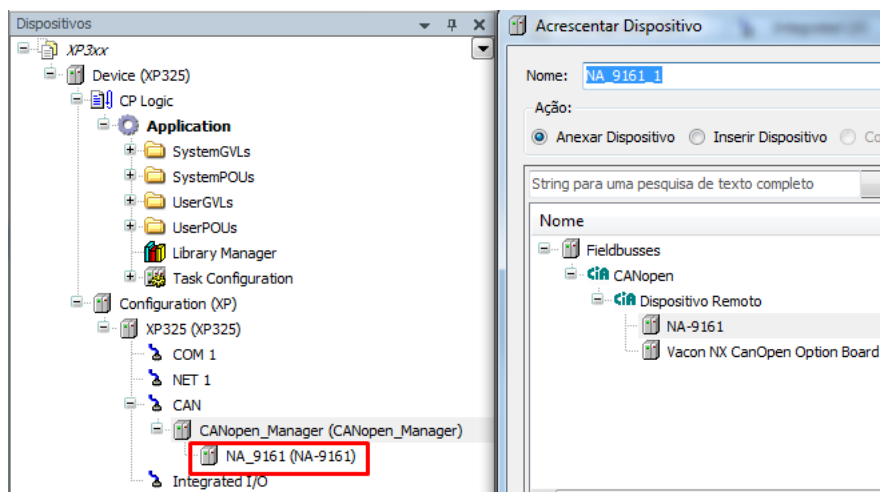 Dispositivos
XP3xx
Device (XP325)
CP Logic
Application
SystemGVLs
SystemPOUs
UserGVLs
UserPOUs
Library Manager
Task Configuration
Configuration (XP)
XP325 (XP325)
COM 1
NET 1
CAN
CANopen_Manager (CANopen_Manager)
NA_9161 (NA-9161)
Integrated I/O
Acrescentar Dispositivo
Nome: NA_9161_1
Ação:
Anexar Dispositivo Inserir Dispositivo Co
String para uma pesquisa de texto completo
Nome
Fieldbusses
CiA CANopen
CiA Dispositivo Remoto
NA-9161
Vacon NX CanOpen Option Board